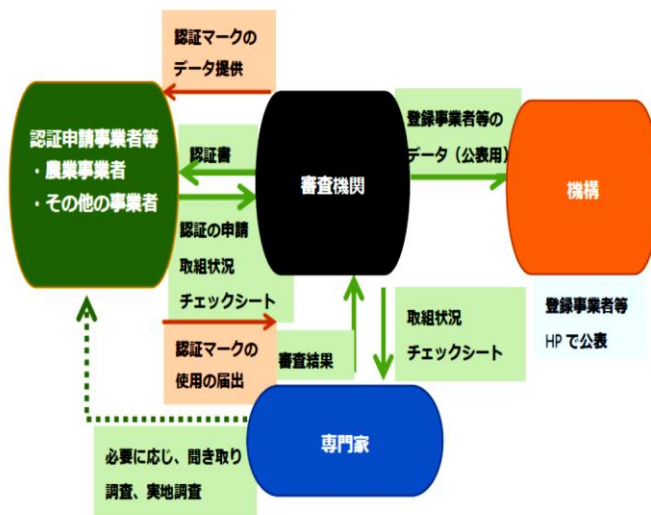 認証マークの
データ提供
認証申請事業者等
・農業事業者
・その他の事業者
認証書
審査機関
登録事業者等の
データ（公表用）
機構
認証の申請
取組状況
チェックシート
認証マークの
使用の届出
審査結果
取組状況
チェックシート
登録事業者等
HPで公表
専門家
必要に応じ、聞き取り
調査、実地調査